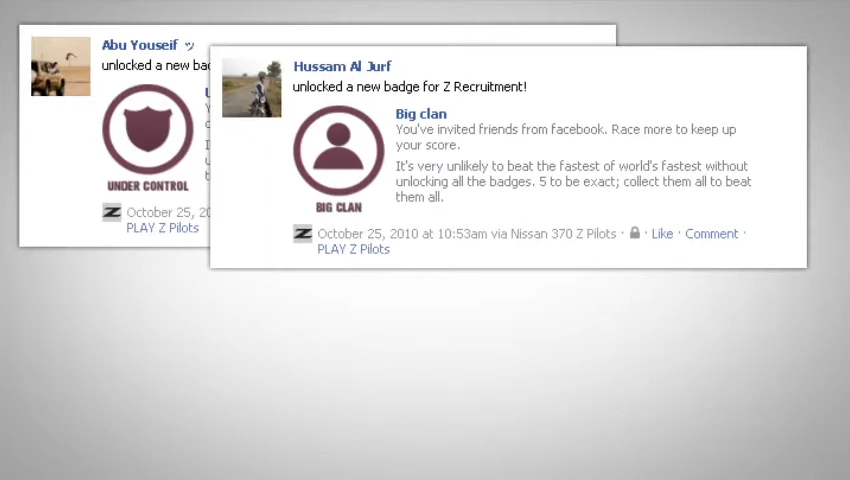 Abu Youseif ッ
unlocked a new bad
UNDER CONTROL
October 25, 20
PLAY Z Pilots
Hussam Al Jurf
unlocked a new badge for Z Recruitment!
BIG CLAN
Big clan
You've invited friends from facebook. Race more to keep up
your score.
It's very unlikely to beat the fastest of world's fastest without
unlocking all the badges. 5 to be exact; collect them all to beat
them all.
October 25, 2010 at 10:53am via Nissan 370 Z Pilots · Like · Comment ·
PLAY Z Pilots